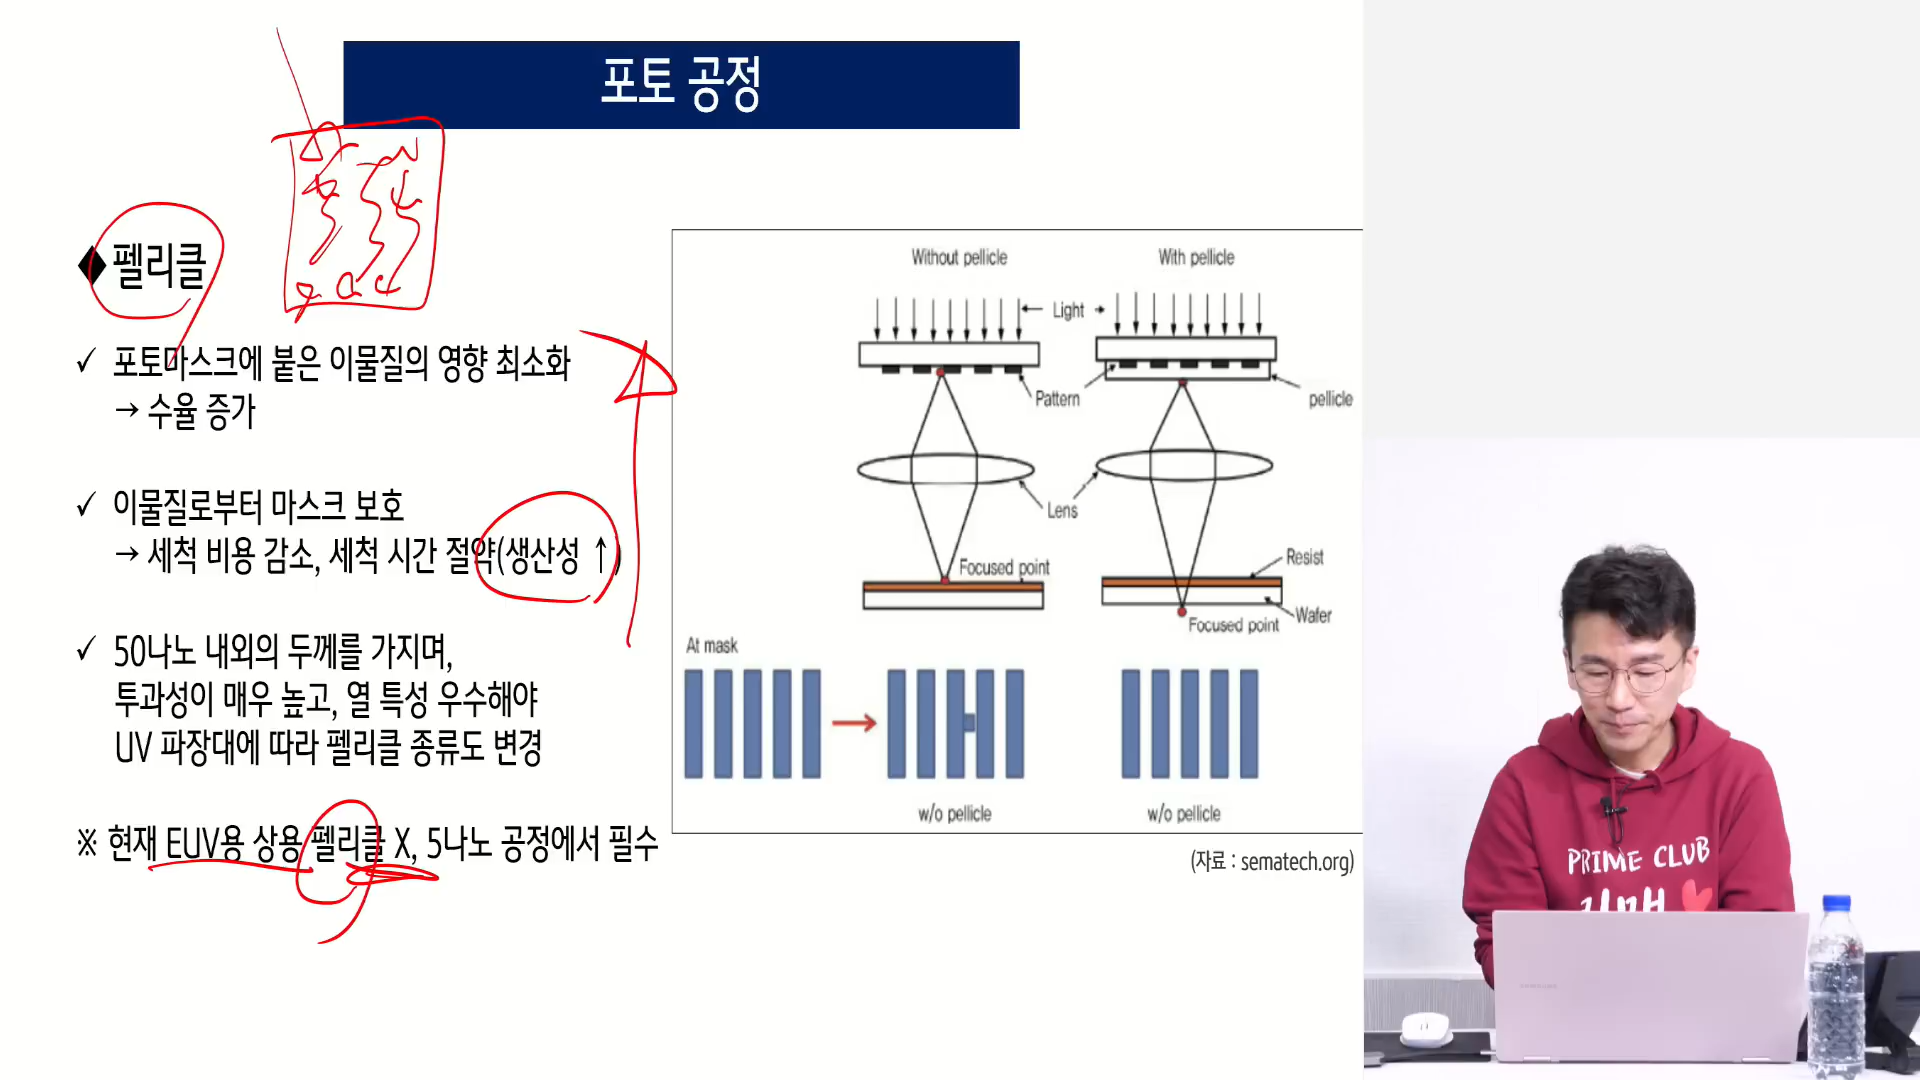 포토 공정
◆펠리클
✓ 포토마스크에 붙은 이물질의 영향 최소화
→ 수율 증가
✓ 이물질로부터 마스크 보호
→ 세척 비용 감소, 세척 시간 절약(생산성 ↑)
✓ 50나노 내외의 두께를 가지며,
투과성이 매우 높고, 열 특성 우수해야
UV 파장대에 따라 펠리클 종류도 변경
※ 현재 EUV용 상용 펠리클 X, 5나노 공정에서 필수
Without pellicle
With pellicle
Light
Pattern
pellicle
Lens
Focused point
Resist
Wafer
Focused point
At mask
w/o pellicle
w/o pellicle
(자료 : sematech.org)
PRIME CLUB
SAMSUNG